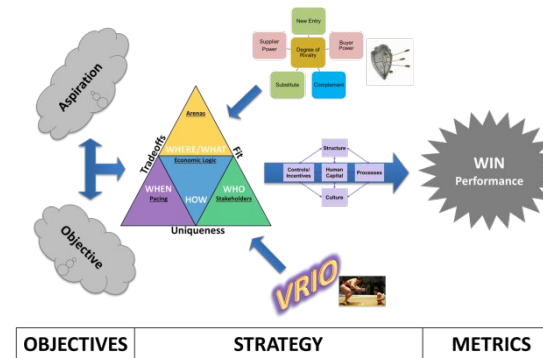 Aspiration
Objective
New Entry
Supplier
Power
Degree of
Rivalry
Buyer
Power
Substitute
Complement
Arenas
WHERE/WHAT
Tradeoffs
Fit
Economic Logic
WHEN
Pacing
HOW
WHO
Stakeholders
Uniqueness
Structure
Controls/
Incentives
Human
Capital
Processes
Culture
VRIO
WIN
Performance
OBJECTIVES
STRATEGY
METRICS